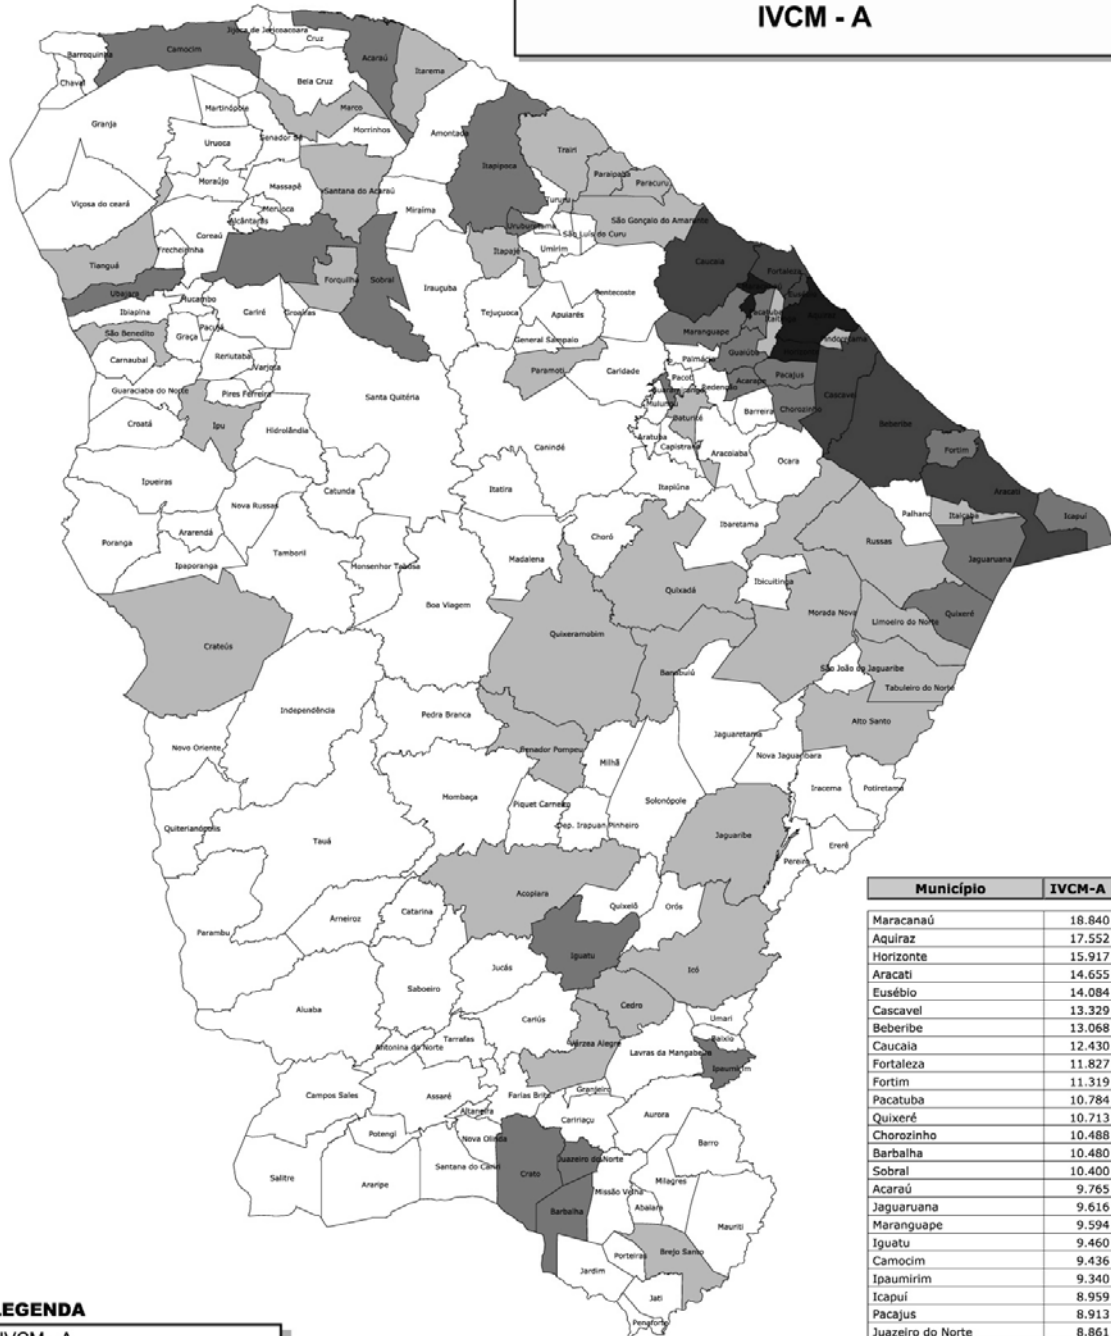 IVCM - A
Jijoca de Jericoacoara
Cruz
Barroquinha
Camocim
Acaraú
Itarema
Chaval
Bela Cruz
Martinópole
Marco
Granja
Senador Sá
Morrinhos
Amontada
Uruoca
Trairi
Itapipoca
Moraújo
Massapê
Santana do Acaraú
Paraipaba
Paracuru
Viçosa do ceará
Meruoca
Miraima
Tururu
Alcântaras
São Gonçalo do Amarante
Uruburetama
São Luis do Curu
Coreaú
Frecheirinha
Itapajé
Umirim
Tianguá
Forquilha
Sobral
Caucaia
Fortaleza
Ubajara
Irauçuba
Pentecoste
Eusébio
Mucambo
Ibiapina
Cariré
Groaíras
Tejuçuoca
Apuiarés
Pacatuba
Aquiraz
Itaitinga
São Benedito
Graça
Pacujá
General Sampaio
Maranguape
Pindoretama
Carnaubal
Reriutaba
Varjota
Paramoti
Caridade
Palmácia
Guaiúba
Horizonte
Pacoti
Redenção
Acarape
Pacajus
Guaraciaba do Norte
Pires Ferreira
Santa Quitéria
Guaramiranga
Mulungu
Cascavel
Croatá
Ipu
Hidrolândia
Baturité
Barreira
Chorozinho
Beberibe
Aratuba
Capistrano
Canindé
Aracoiaba
Ocara
Fortim
Ipueiras
Catunda
Itatira
Itapiúna
Nova Russas
Aracati
Poranga
Ararendá
Choró
Ibaretama
Palhano
Itaiçaba
Icapuí
Ipaporanga
Tamboril
Monsenhor Tabosa
Madalena
Russas
Jaguaruana
Ibicuitinga
Boa Viagem
Quixadá
Morada Nova
Quixeré
Limoeiro do Norte
Crateús
Quixeramobim
São João do Jaguaribe
Banabuiú
Tabuleiro do Norte
Independência
Pedra Branca
Alto Santo
Novo Oriente
Senador Pompeu
Jaguaretama
Nova Jaguaribara
Milhã
Iracema
Potiretama
Mombaça
Piquet Carneiro
Solonópole
Quiterianópolis
Dep. Irapuan Pinheiro
Tauá
Jaguaribe
Ererê
Pereiro
Acopiara
Quixelô
Orós
Arneiroz
Catarina
Parambu
Iguatu
Jucás
Icó
Saboeiro
Aiuaba
Cedro
Cariús
Umari
Tarrafas
Baixio
Antonina do Norte
Várzea Alegre
Lavras da Mangabeira
Ipaumirim
Campos Sales
Assaré
Farias Brito
Granjeiro
Altaneira
Caririaçu
Aurora
Potengi
Nova Olinda
Barro
Santana do Cariri
Crato
Juazeiro do Norte
Salitre
Araripe
Missão Velha
Milagres
Abaiara
Barbalha
Mauriti
Porteiras
Brejo Santo
Jardim
Jati
Penaforte
Município IVCM-A
Maracanaú 18.840
Aquiraz 17.552
Horizonte 15.917
Aracati 14.655
Eusébio 14.084
Cascavel 13.329
Beberibe 13.068
Caucaia 12.430
Fortaleza 11.827
Fortim 11.319
Pacatuba 10.784
Quixeré 10.713
Chorozinho 10.488
Barbalha 10.480
Sobral 10.400
Acaraú 9.765
Jaguaruana 9.616
Maranguape 9.594
Iguatu 9.460
Camocim 9.436
Ipaumirim 9.340
Icapuí 8.959
Pacajus 8.913
Juazeiro do Norte 8.861
LEGENDA
IVCM - A